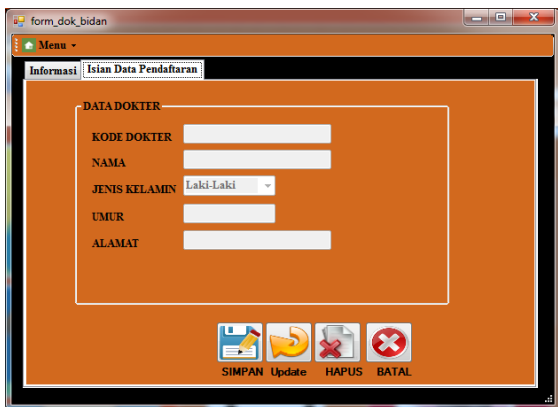 form_dok_bidan
Menu
Informasi Isian Data Pendaftaran
DATA DOKTER
KODE DOKTER
NAMA
JENIS KELAMIN Laki-Laki
UMUR
ALAMAT
SIMPAN Update HAPUS BATAL